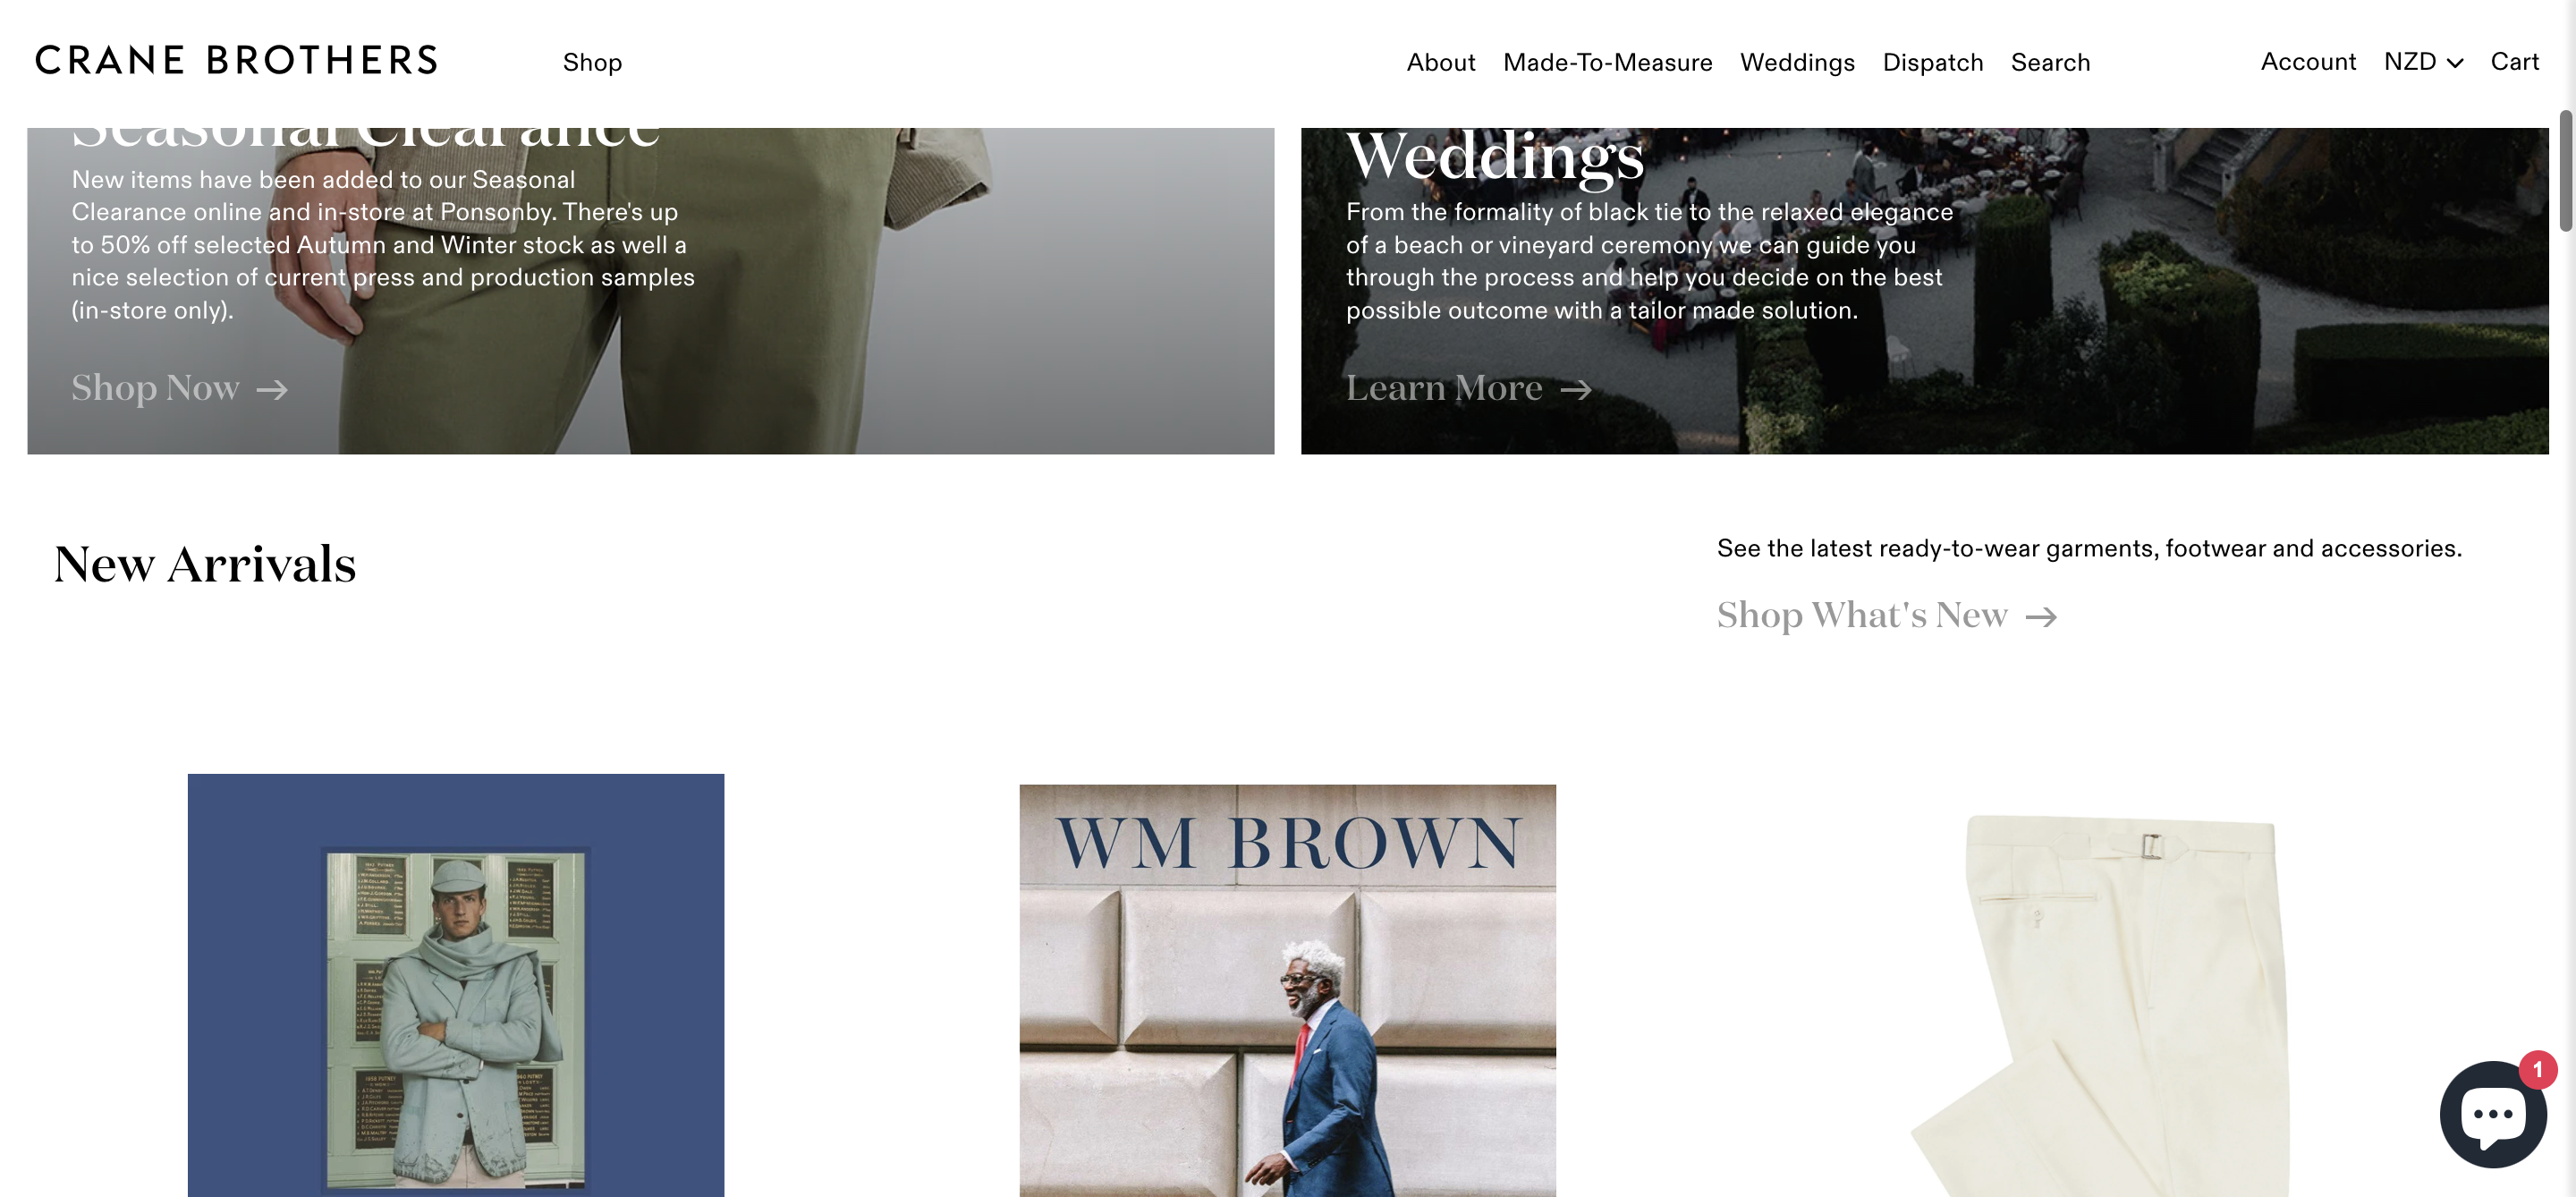 CRANE BROTHERS
Shop
About
Made-To-Measure
Weddings
Dispatch
Search
Account
NZD
Cart
Seasonal Clearance
New items have been added to our Seasonal
Clearance online and in-store at Ponsonby. There's up
to 50% off selected Autumn and Winter stock as well a
nice selection of current press and production samples
(in-store only).
Shop Now →
Weddings
From the formality of black tie to the relaxed elegance
of a beach or vineyard ceremony we can guide you
through the process and help you decide on the best
possible outcome with a tailor made solution.
Learn More →
New Arrivals
See the latest ready-to-wear garments, footwear and accessories.
Shop What's New →
WM BROWN
1